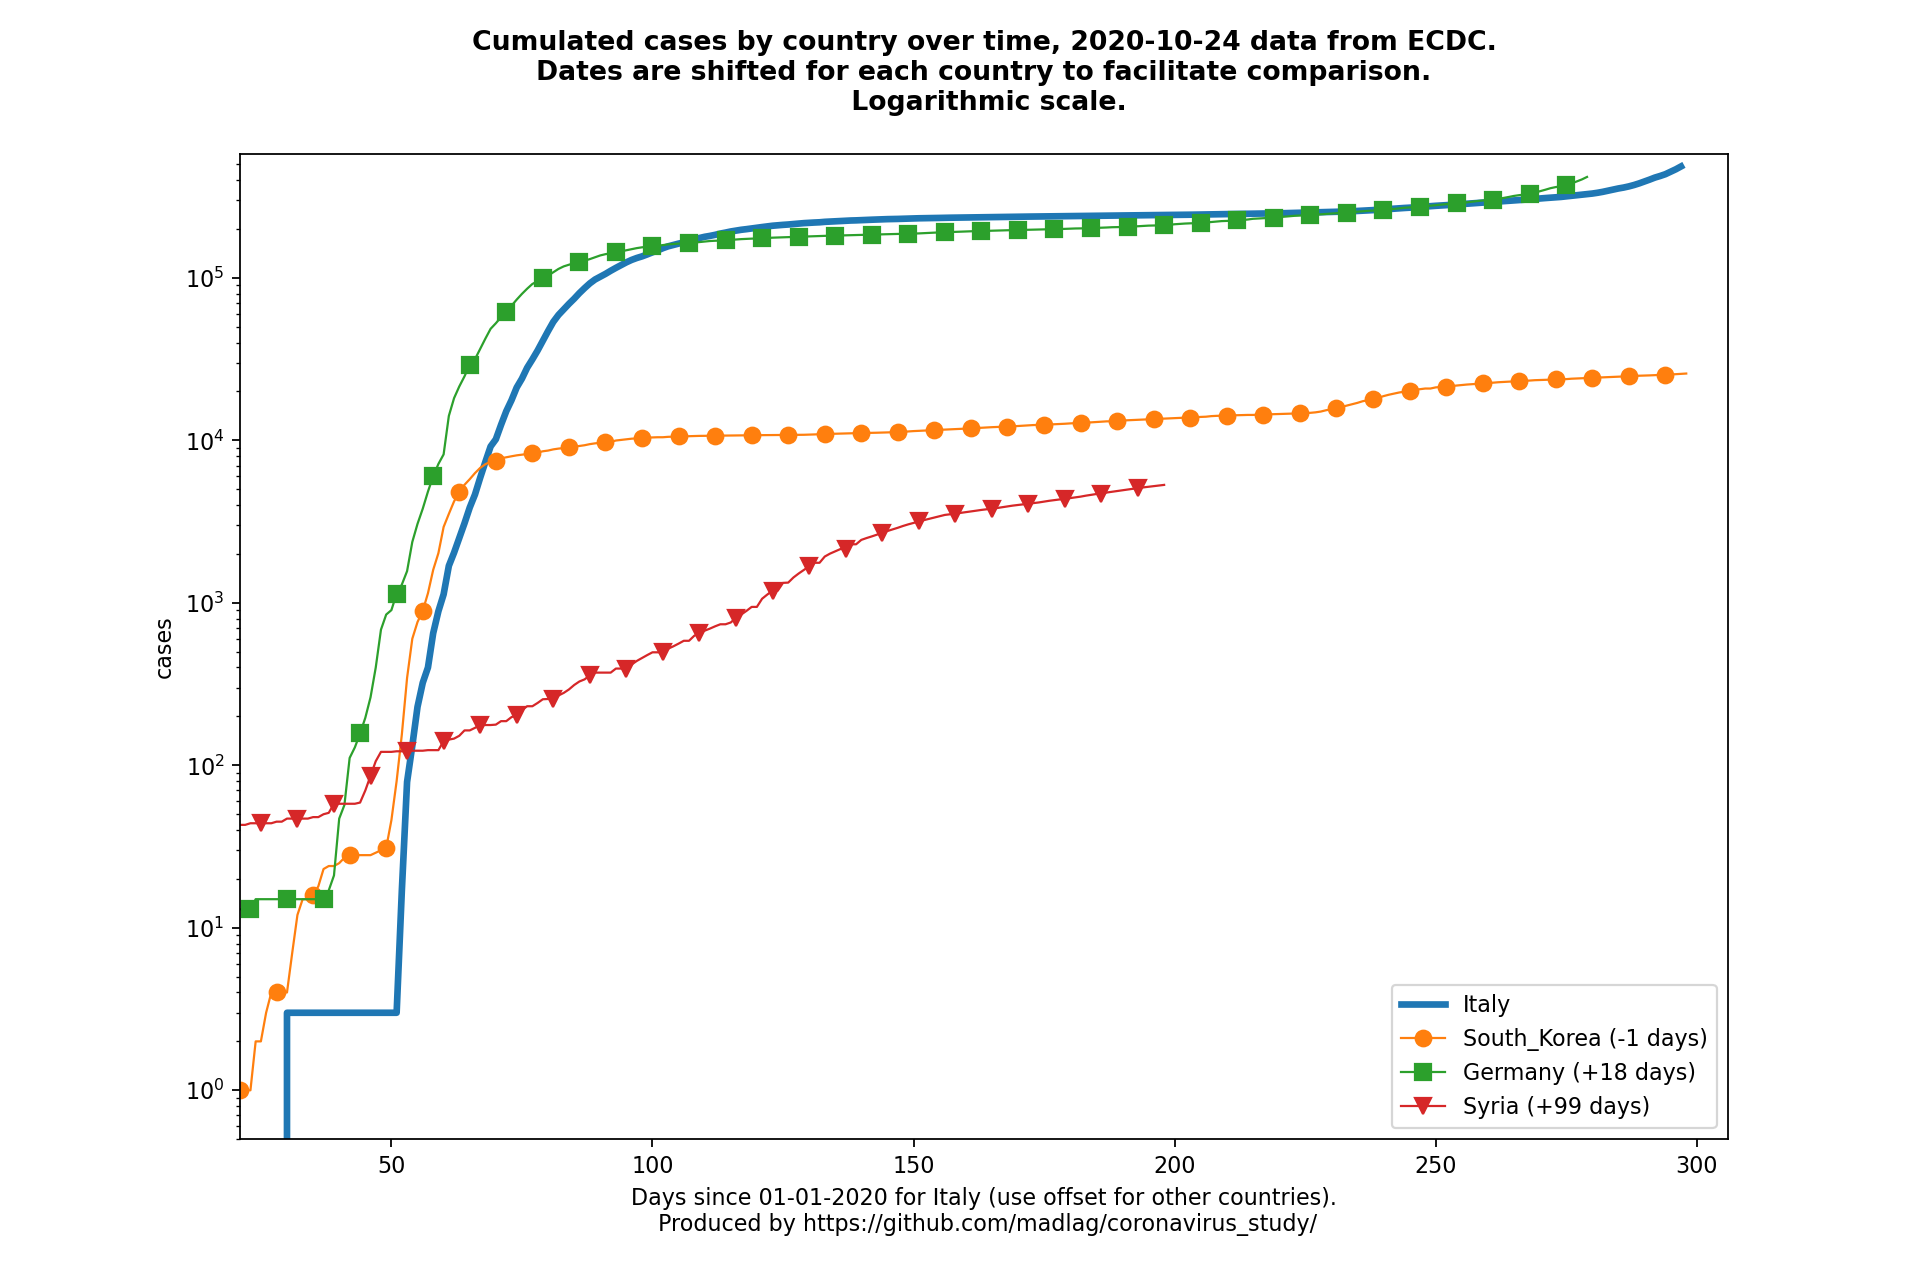 Cumulated cases by country over time, 2020-10-24 data from ECDC.
Dates are shifted for each country to facilitate comparison.
Logarithmic scale.
cases
10^5
10^4
10^3
10^2
10^1
10^0
50 100 150 200 250 300
Italy
South_Korea (-1 days)
Germany (+18 days)
Syria (+99 days)
Days since 01-01-2020 for Italy (use offset for other countries).
Produced by https://github.com/madlag/coronavirus_study/